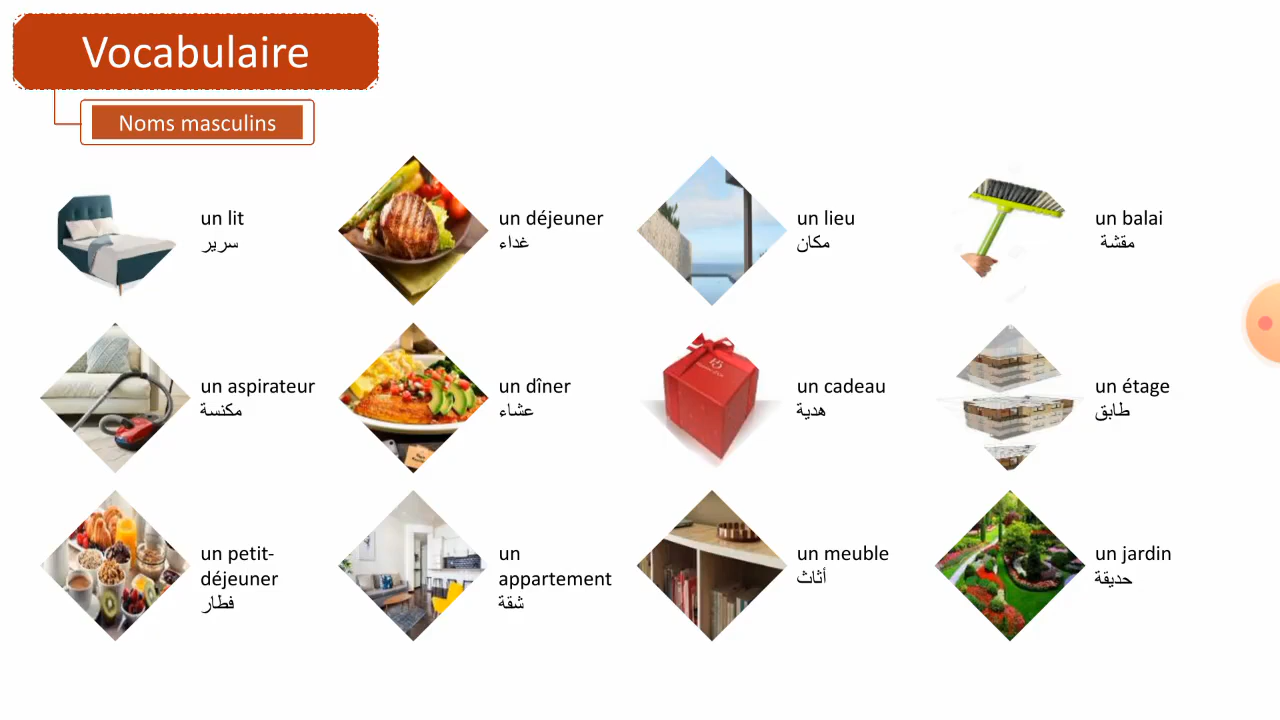 Vocabulaire
Noms masculins
un lit
سرير
un déjeuner
غداء
un lieu
مكان
un balai
مقشة
un aspirateur
مكنسة
un dîner
عشاء
un cadeau
هدية
un étage
طابق
un petit-
déjeuner
فطار
un
appartement
شقة
un meuble
أثاث
un jardin
حديقة